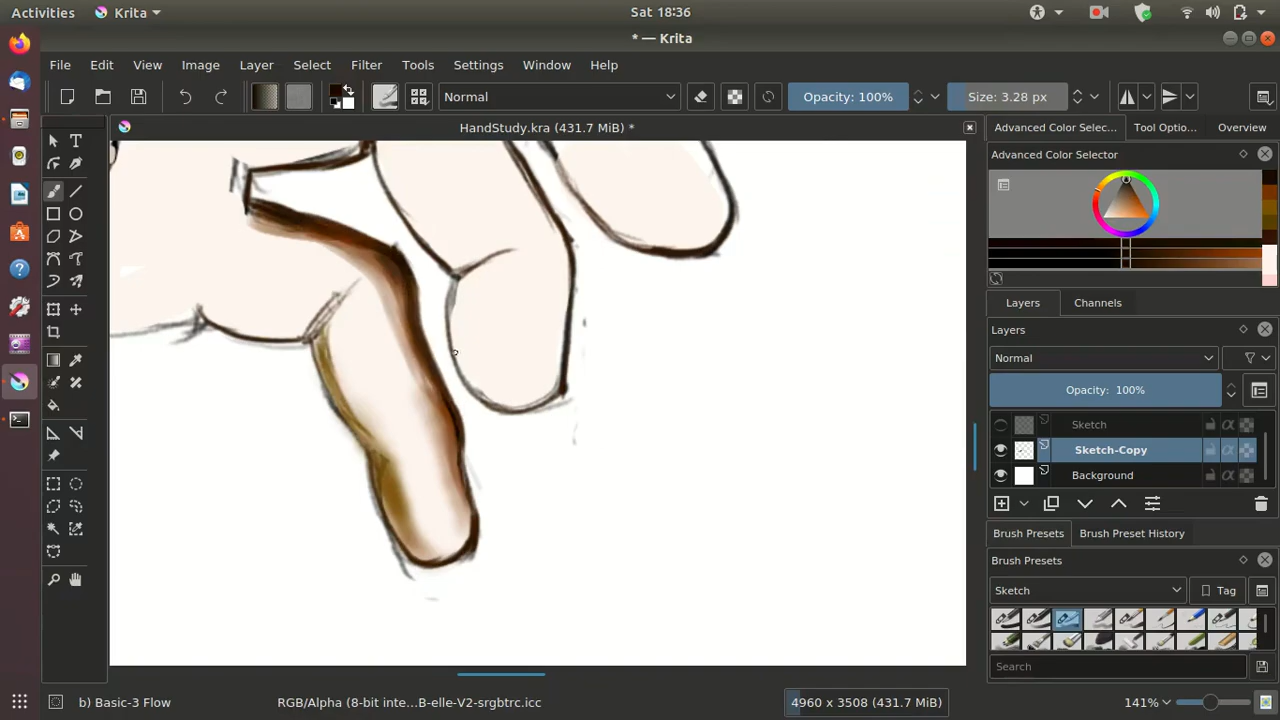 Activities Krita Sat 18:36
* — Krita
File Edit View Image Layer Select Filter Tools Settings Window Help
Normal Opacity: 100% Size: 3.28 px
HandStudy.kra (431.7 MiB) * Advanced Color Selec... Tool Optio... Overview
Advanced Color Selector
Layers Channels
Layers
Normal
Opacity: 100%
Sketch
Sketch-Copy
Background
Brush Presets Brush Preset History
Brush Presets
Sketch Tag
Search
b) Basic-3 Flow RGB/Alpha (8-bit inte...B-elle-V2-srgbtrc.icc 4960 x 3508 (431.7 MiB) 141%